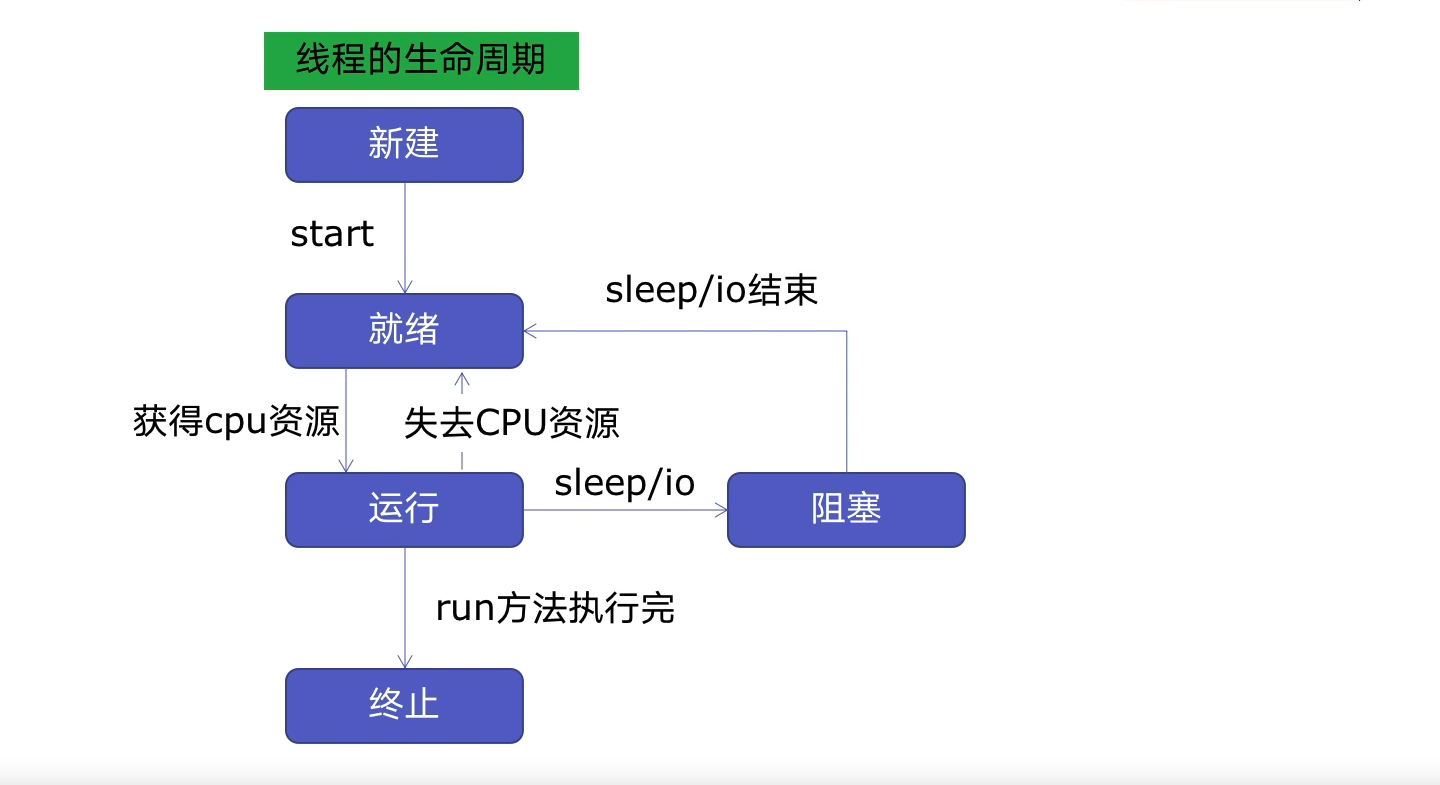 线程的生命周期
新建
start
sleep/io结束
就绪
获得cpu资源
失去CPU资源
sleep/io
运行
阻塞
run方法执行完
终止